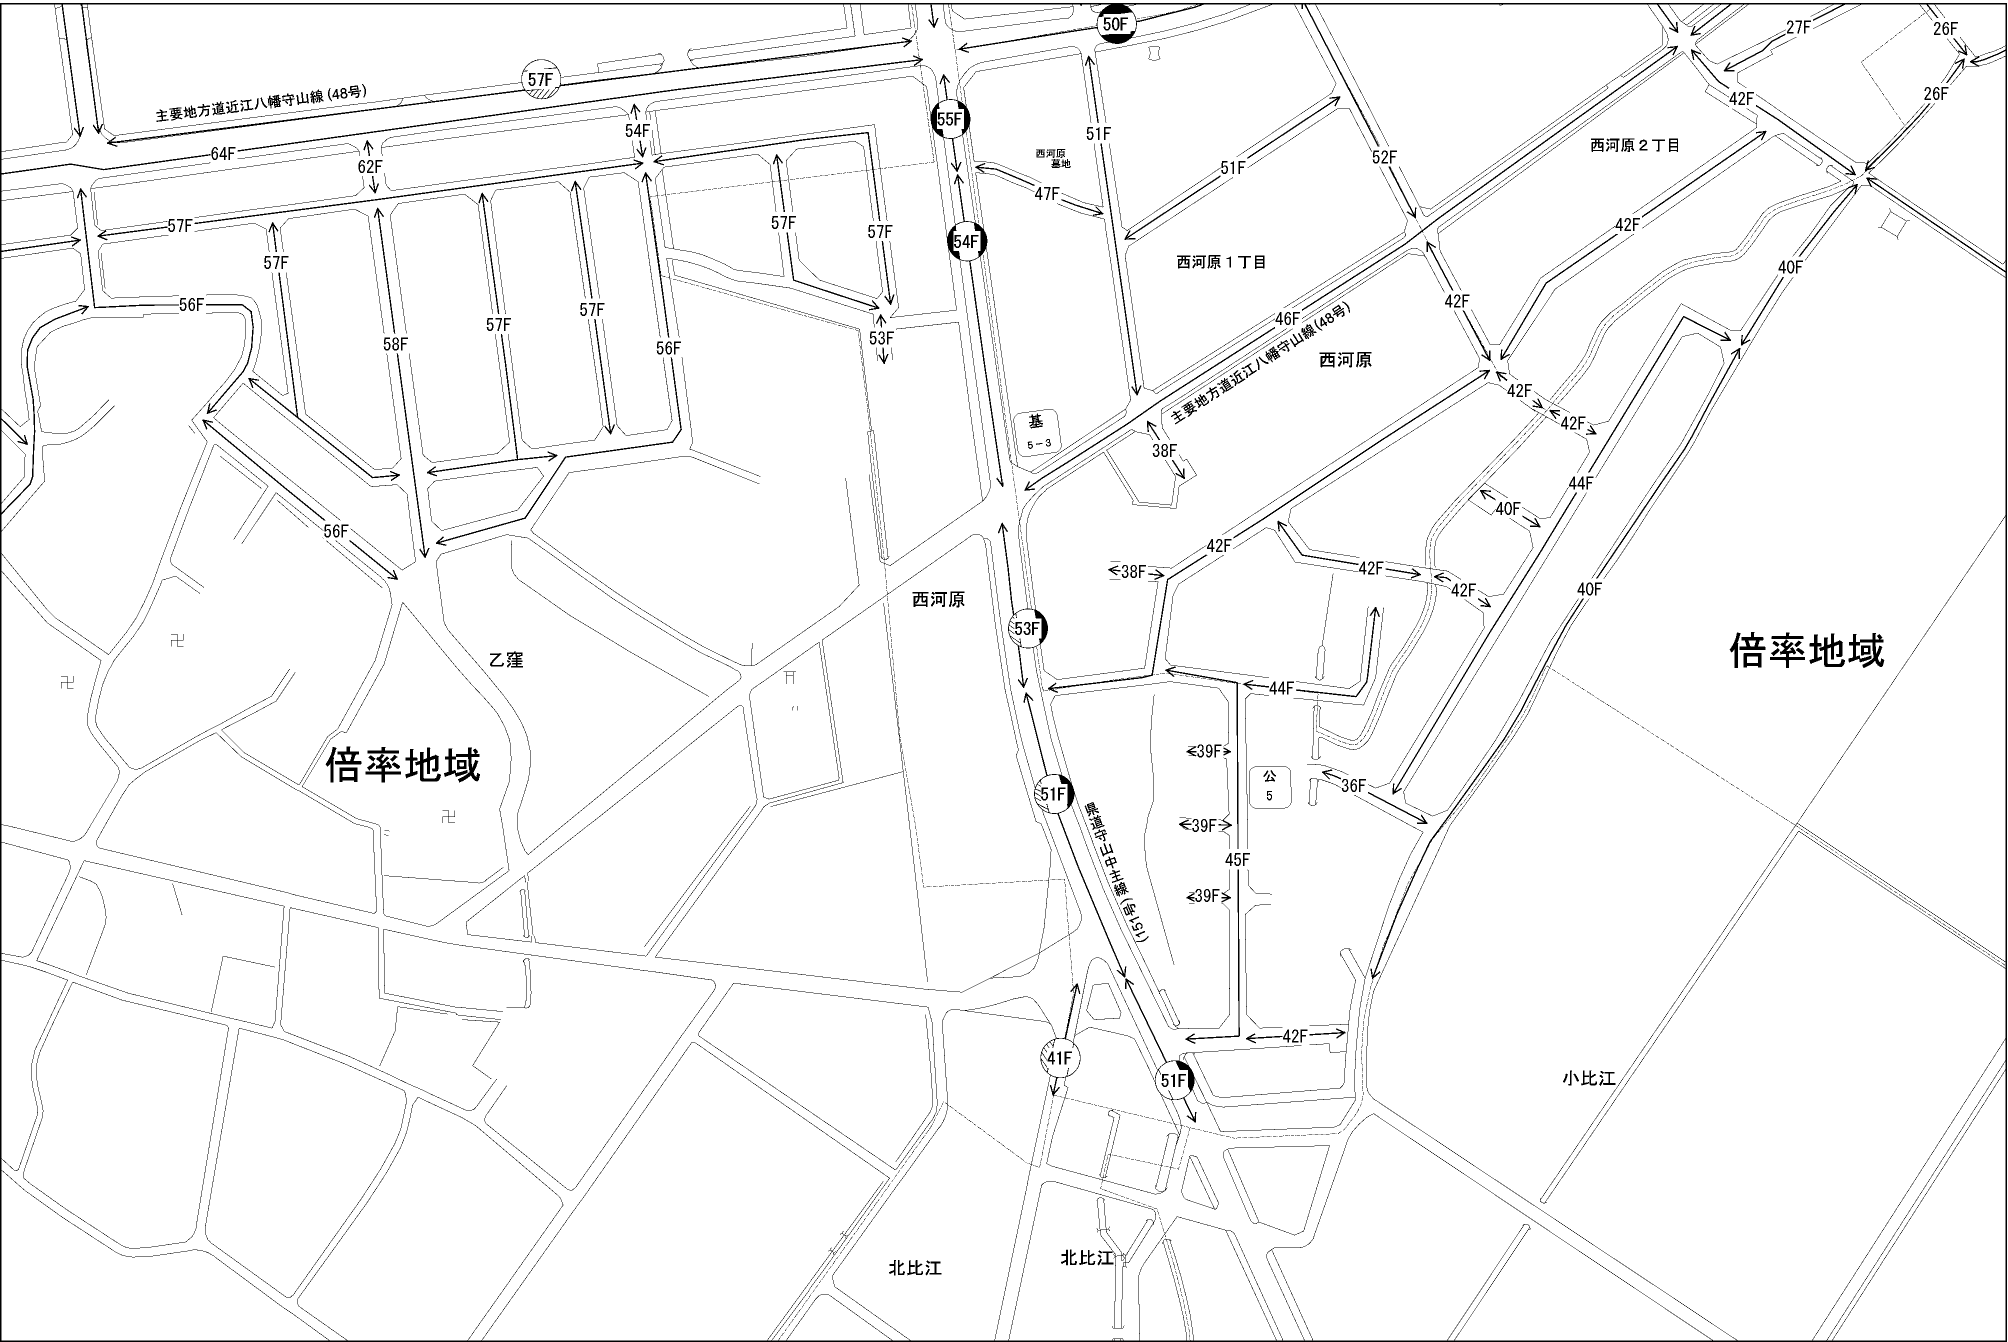 50F
27F
26F
57F
主要地方道近江八幡守山線(48号)
42F
26F
55F
54F
51F
西河原2丁目
64F
62F
西河原
墓地
52F
51F
47F
57F
57F
57F
42F
54F
57F
西河原1丁目
40F
56F
57F
57F
42F
58F
56F
53F
46F
主要地方道近江八幡守山線(48号)
西河原
42F
基
5-3
42F
38F
44F
40F
56F
42F
38F
42F
42F
40F
西河原
53F
乙窪
倍率地域
44F
倍率地域
39F
公
5
36F
51F
県道守山中主線(151号)
39F
45F
39F
42F
41F
51F
小比江
北比江
北比江